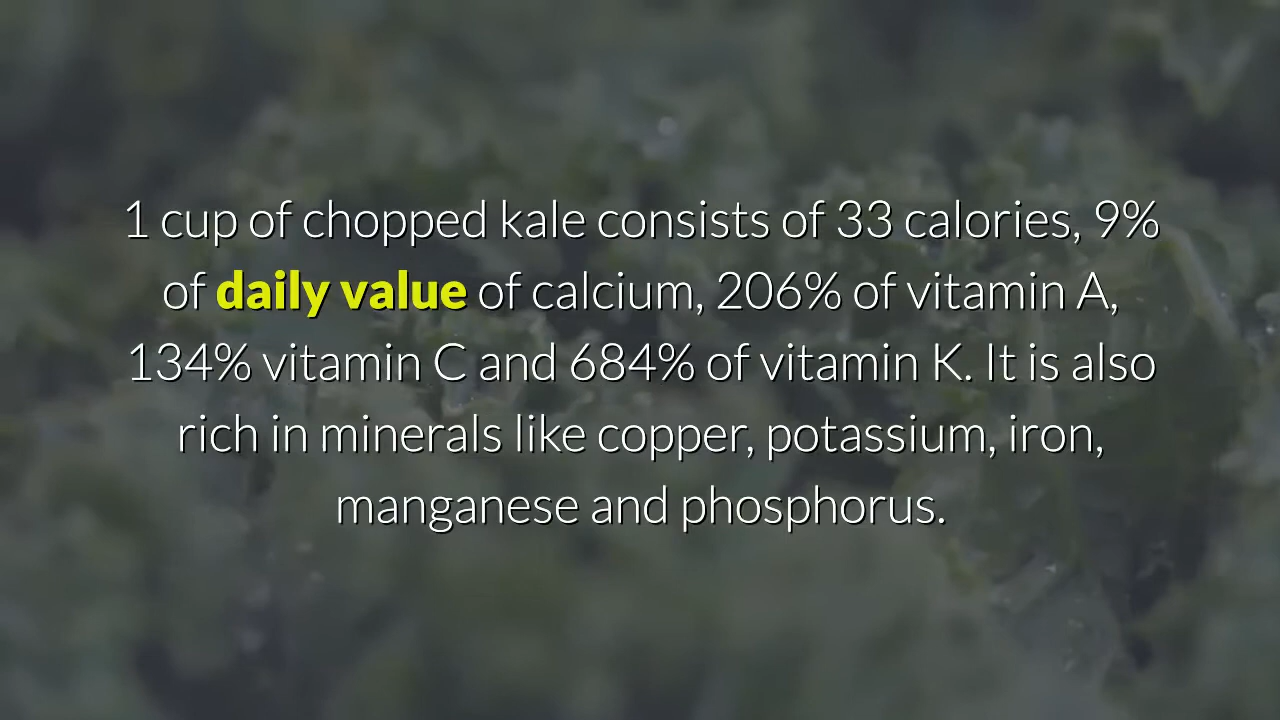 1 cup of chopped kale consists of 33 calories, 9%
of daily value of calcium, 206% of vitamin A,
134% vitamin C and 684% of vitamin K. It is also
rich in minerals like copper, potassium, iron,
manganese and phosphorus.